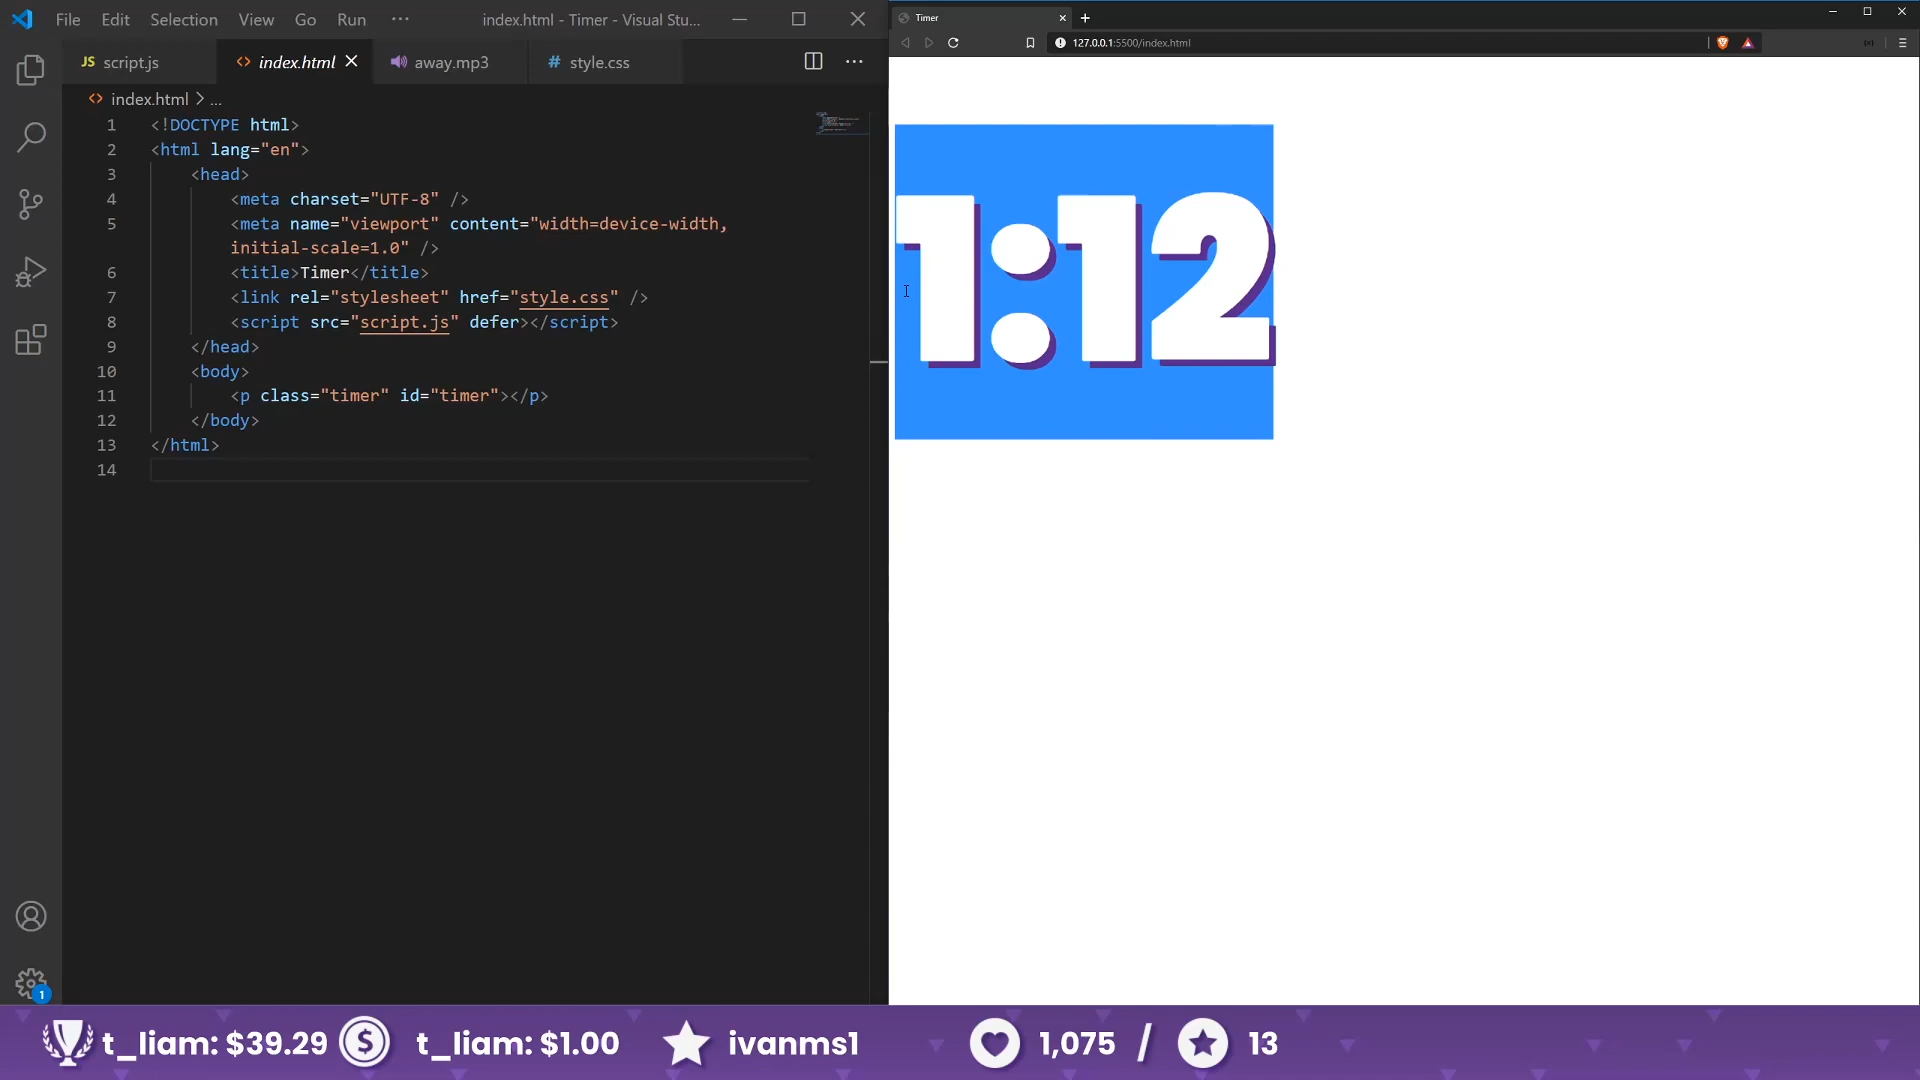 File Edit Selection View Go Run ··· index.html - Timer - Visual Stu...
JS script.js <> index.html away.mp3 # style.css ···
<> index.html > ...
1 <!DOCTYPE html>
2 <html lang="en">
3 <head>
4 <meta charset="UTF-8" />
5 <meta name="viewport" content="width=device-width,
initial-scale=1.0" />
6 <title>Timer</title>
7 <link rel="stylesheet" href="style.css" />
8 <script src="script.js" defer></script>
9 </head>
10 <body>
11 <p class="timer" id="timer"></p>
12 </body>
13 </html>
14
1
Timer
127.0.0.1:5500/index.html
1:12
t_liam: $39.29 $ t_liam: $1.00 ivanms1 1,075 / 13